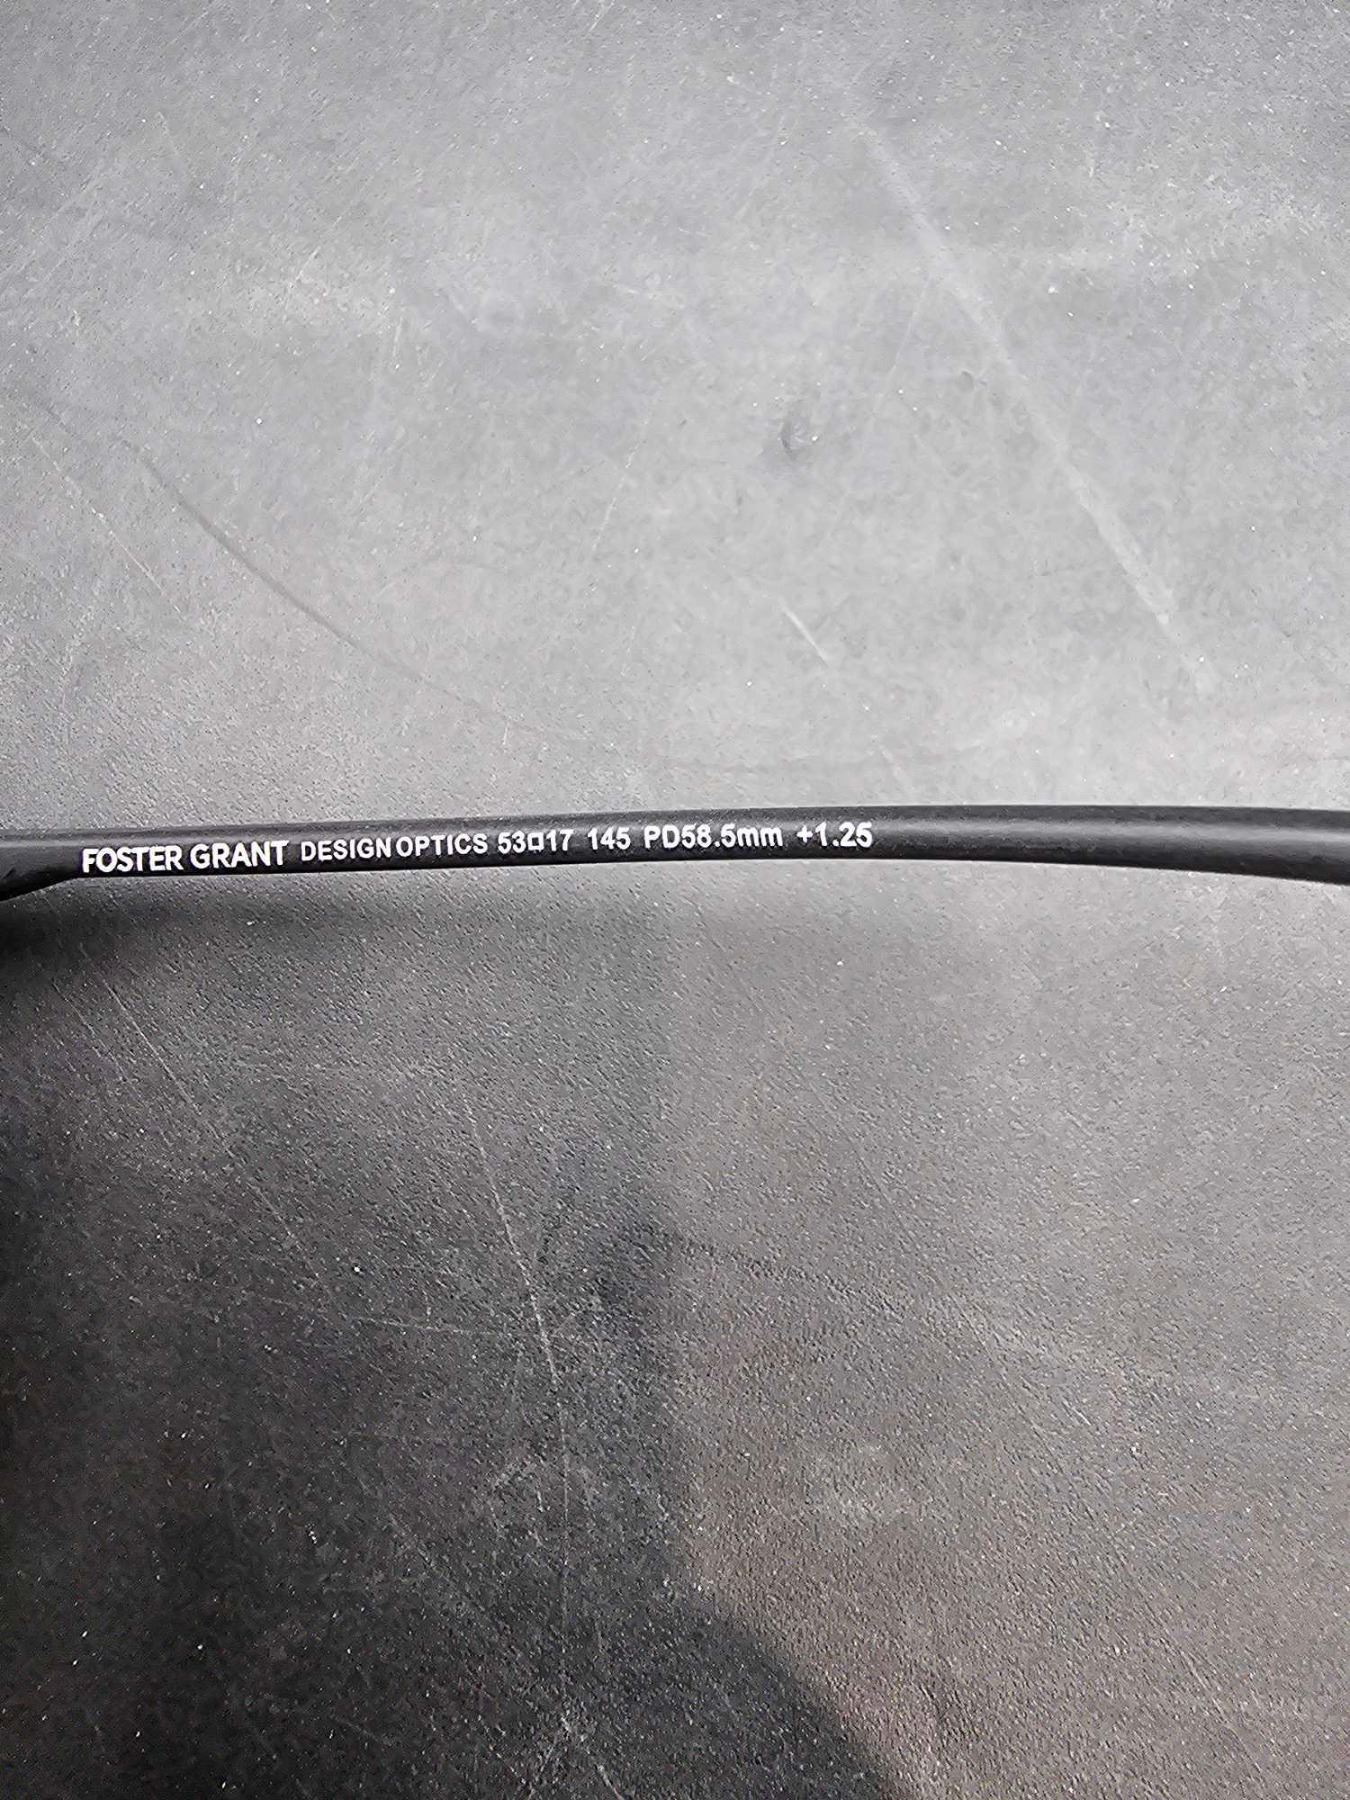 FOSTER GRANT DESIGN OPTICS 53□17 145 PD58.5mm +1.25